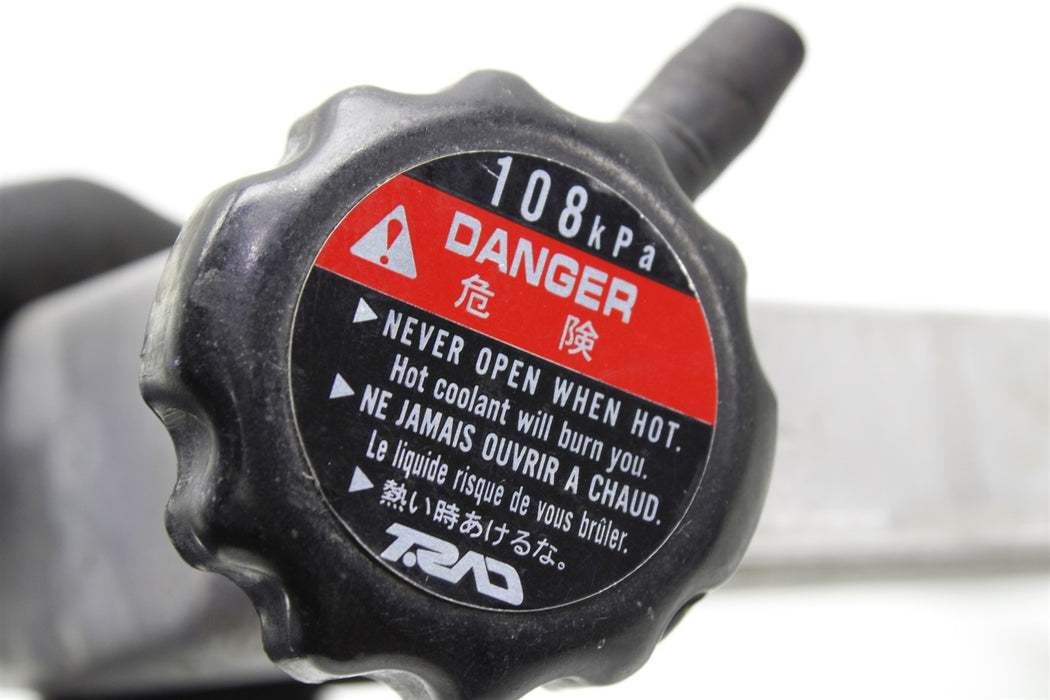 108kPa
DANGER
危険
NEVER OPEN WHEN HOT.
Hot coolant will burn you.
NE JAMAIS OUVRIR A CHAUD.
Le liquide risque de vous brûler.
熱い時あけるな。
T.RAD